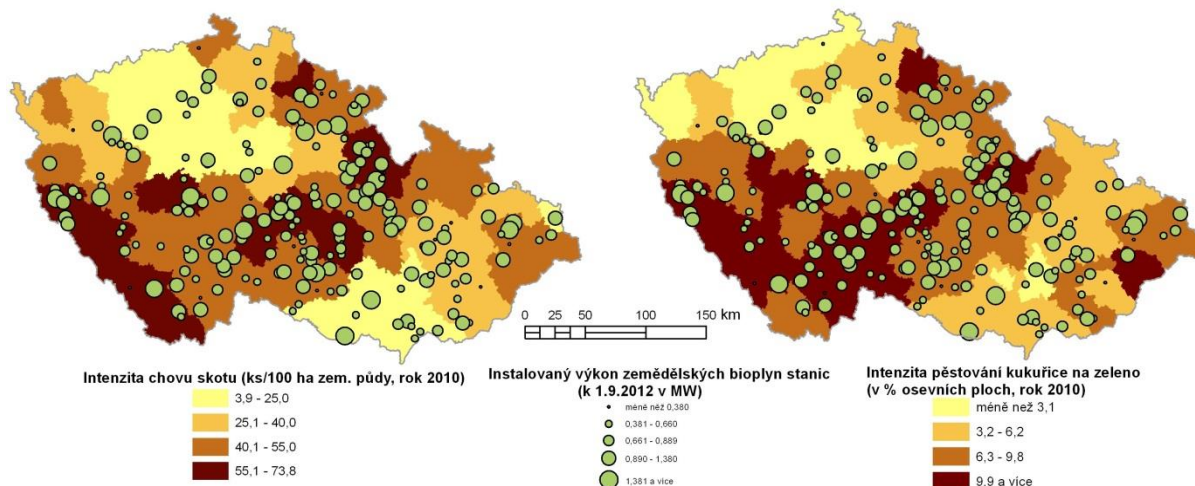 0 12,5 25 50 100 150 km
Intenzita chovu skotu (ks/100 ha zem. půdy, rok 2010)
3,9 - 25,0
25,1 - 40,0
40,1 - 55,0
55,1 - 73,8
Instalovaný výkon zemědělských bioplyn stanic
(k 1.9.2012 v MW)
méně než 0,380
0,381 - 0,660
0,661 - 0,889
0,890 - 1,380
1,381 a více
Intenzita pěstování kukuřice na zeleno
(v % osevních ploch, rok 2010)
méně než 3,1
3,2 - 6,2
6,3 - 9,8
9,9 a více